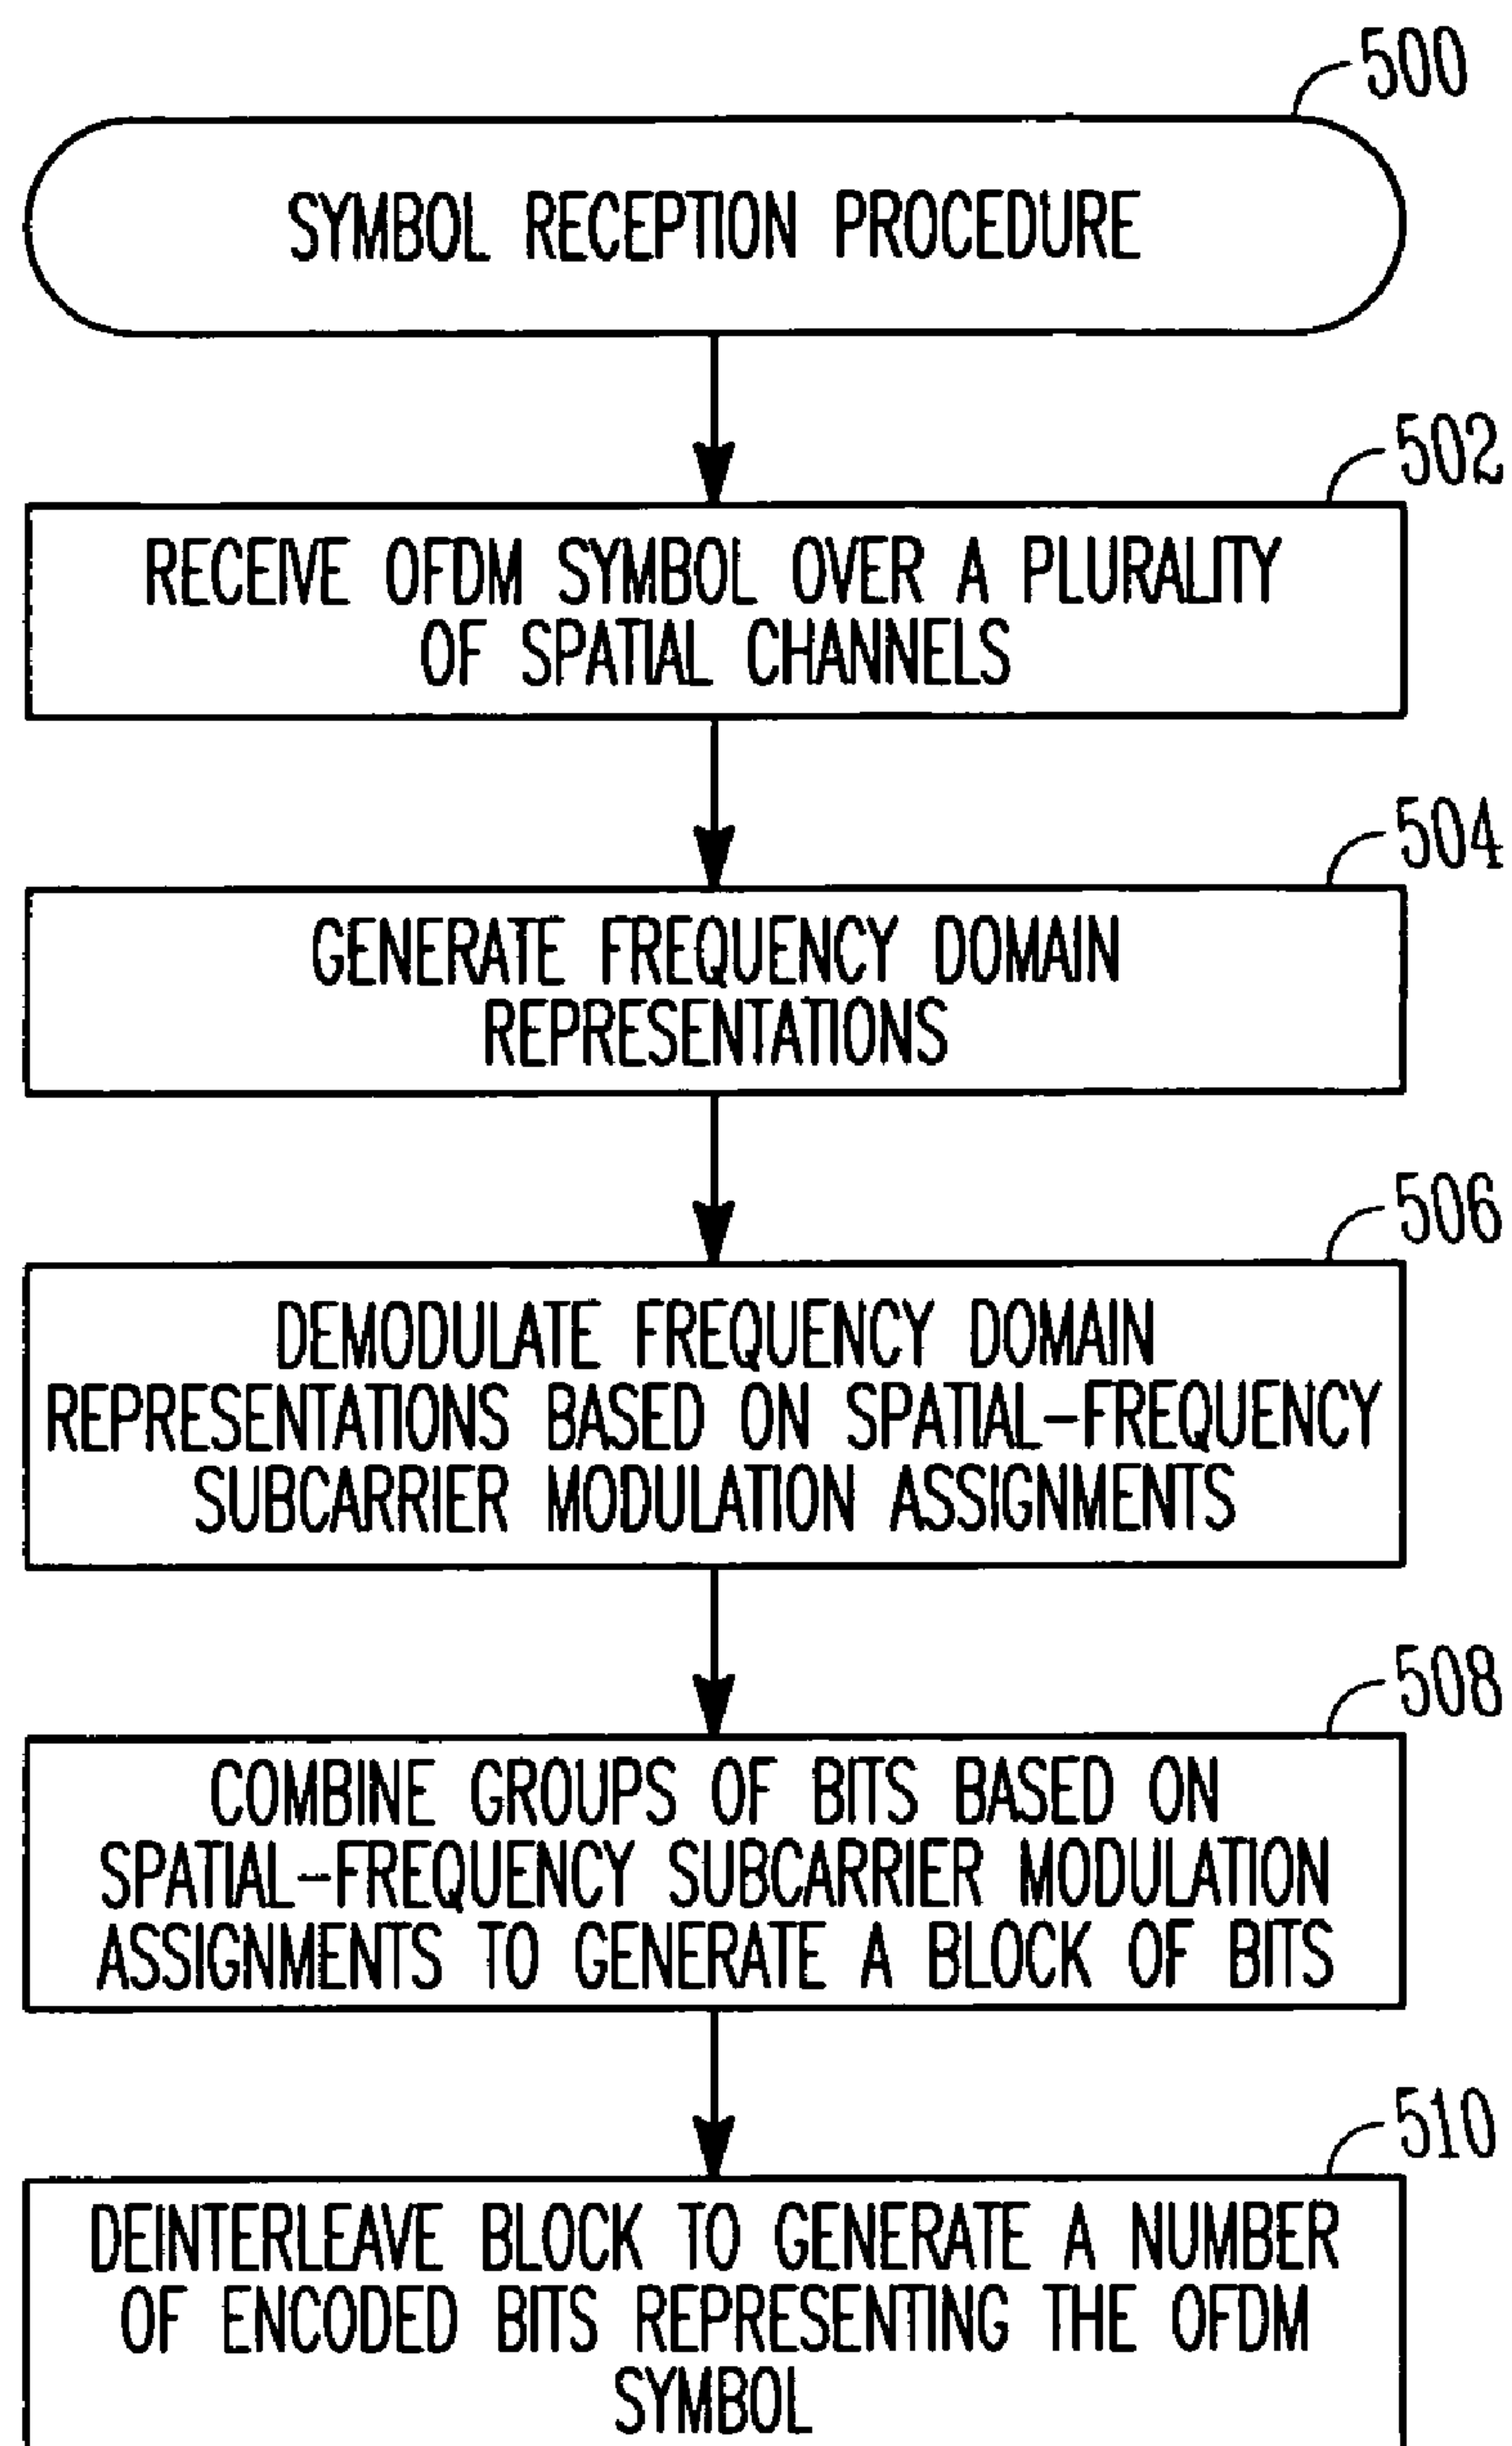 500
SYMBOL RECEPTION PROCEDURE
502
RECEIVE OFDM SYMBOL OVER A PLURALITY
OF SPATIAL CHANNELS
504
GENERATE FREQUENCY DOMAIN
REPRESENTATIONS
506
DEMODULATE FREQUENCY DOMAIN
REPRESENTATIONS BASED ON SPATIAL-FREQUENCY
SUBCARRIER MODULATION ASSIGNMENTS
508
COMBINE GROUPS OF BITS BASED ON
SPATIAL-FREQUENCY SUBCARRIER MODULATION
ASSIGNMENTS TO GENERATE A BLOCK OF BITS
510
DEINTERLEAVE BLOCK TO GENERATE A NUMBER
OF ENCODED BITS REPRESENTING THE OFDM
SYMBOL